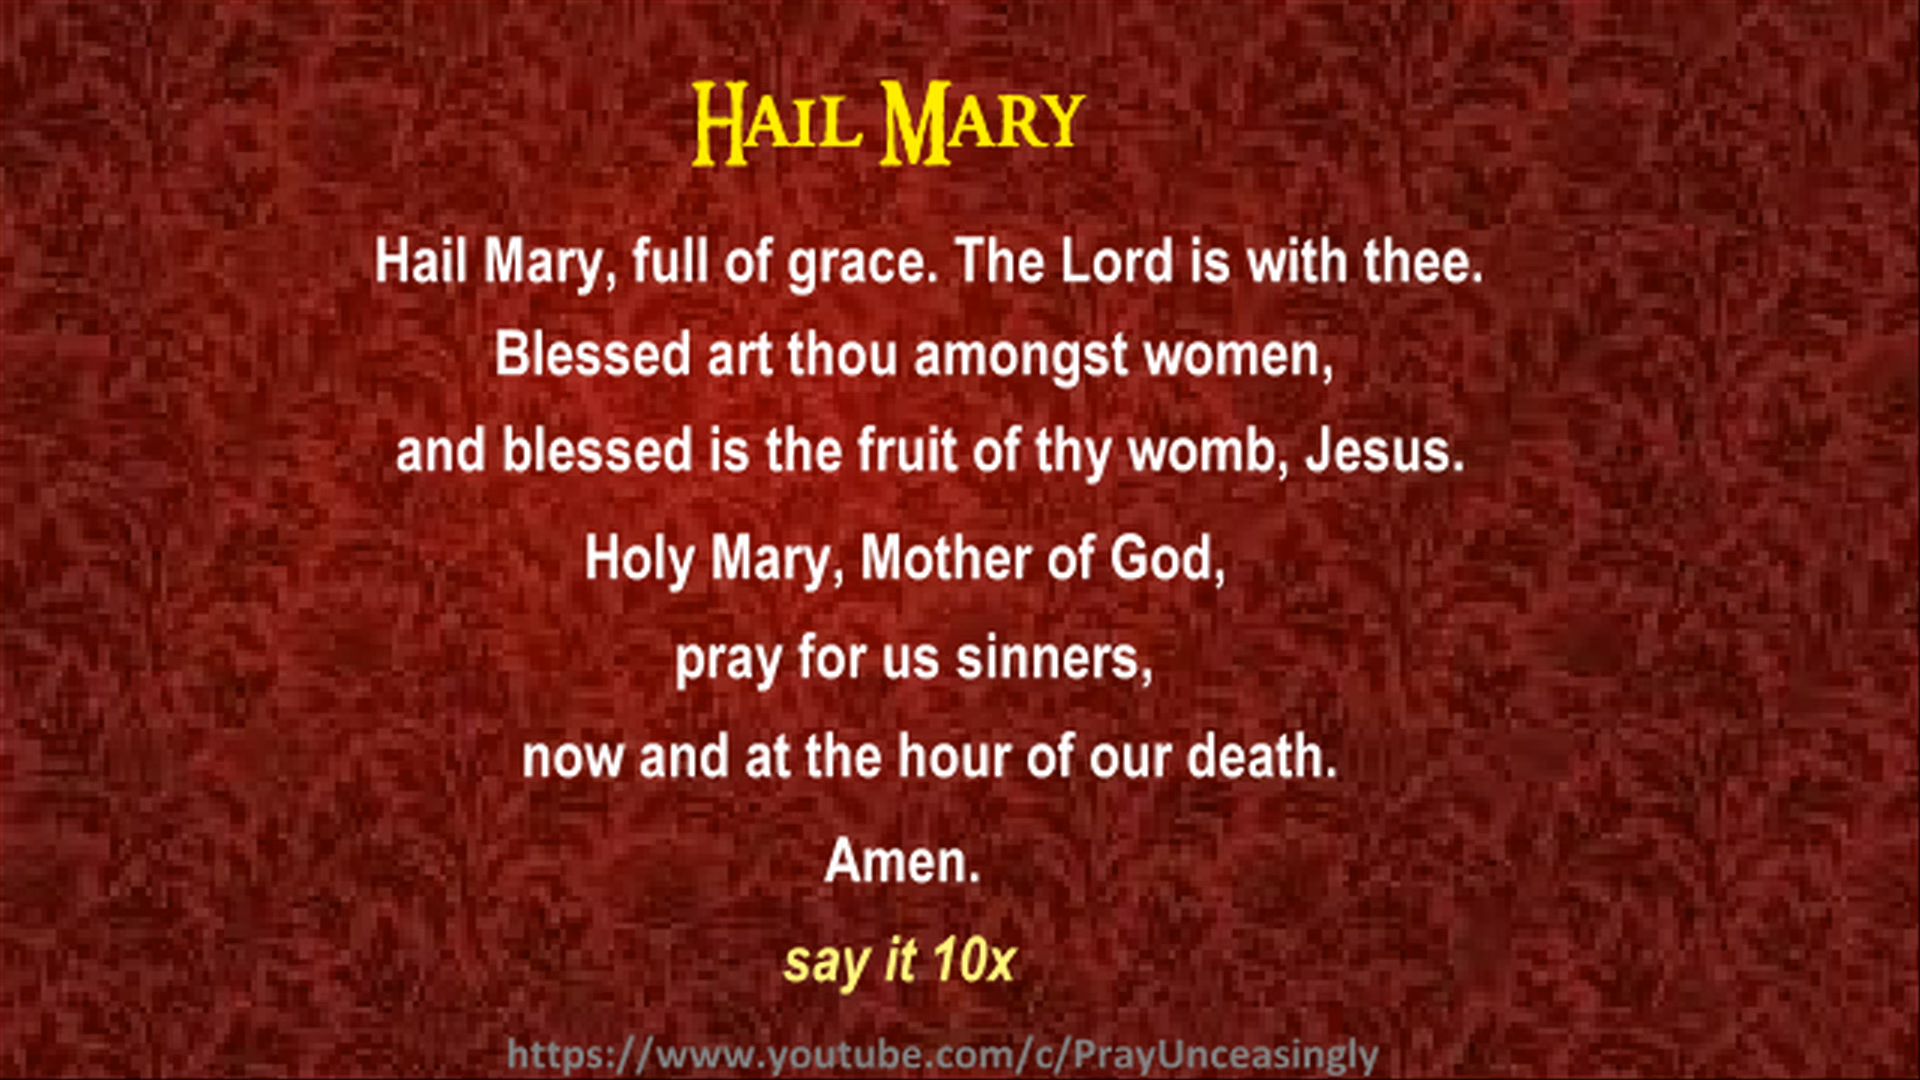 HAIL MARY
Hail Mary, full of grace. The Lord is with thee.
Blessed art thou amongst women,
and blessed is the fruit of thy womb, Jesus.
Holy Mary, Mother of God,
pray for us sinners,
now and at the hour of our death.
Amen.
say it 10x
https://www.youtube.com/c/PrayUnceasingly